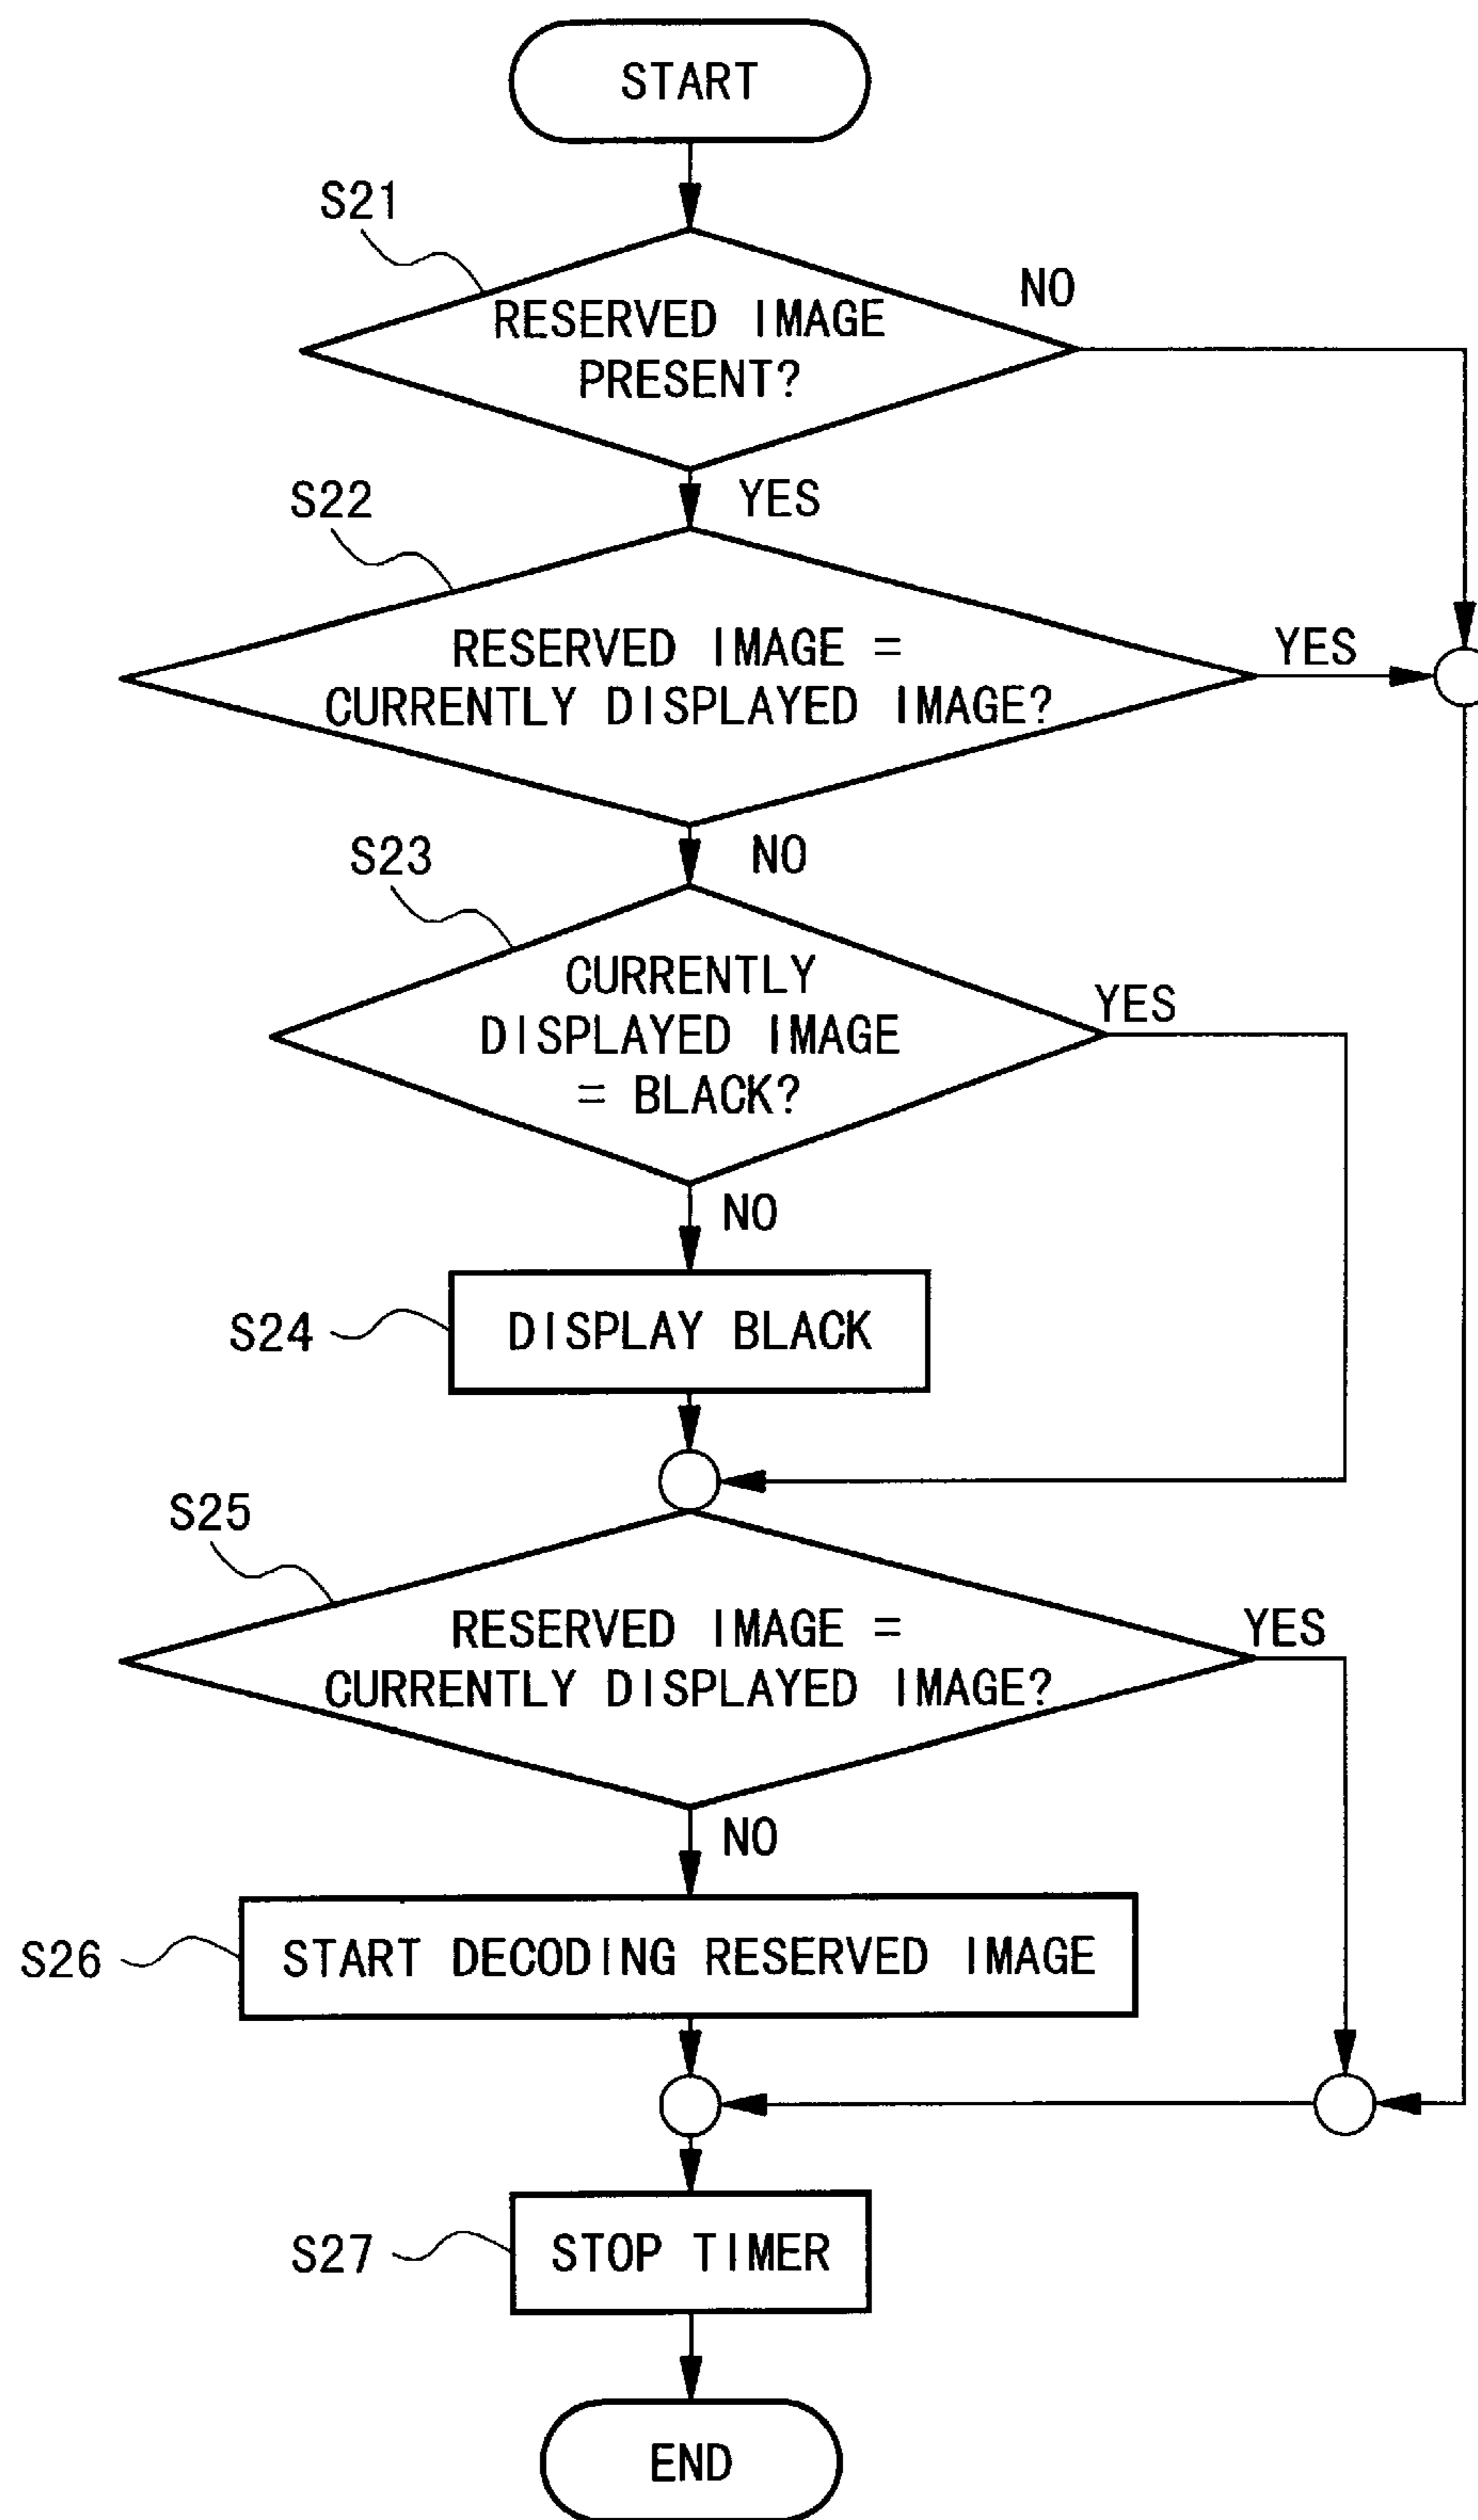 START
S21
NO
RESERVED IMAGE
PRESENT?
YES
S22
RESERVED IMAGE =
CURRENTLY DISPLAYED IMAGE?
YES
NO
S23
CURRENTLY
DISPLAYED IMAGE
= BLACK?
YES
NO
S24
DISPLAY BLACK
S25
RESERVED IMAGE =
CURRENTLY DISPLAYED IMAGE?
YES
NO
S26
START DECODING RESERVED IMAGE
S27
STOP TIMER
END